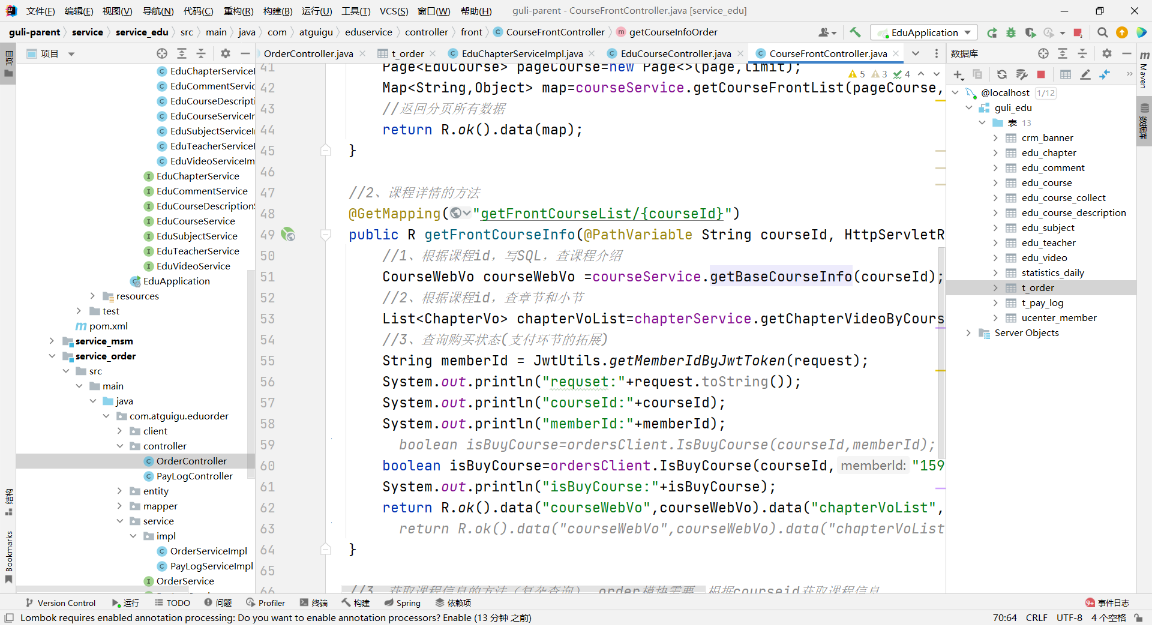 文件(F) 编辑(E) 视图(V) 导航(N) 代码(C) 重构(R) 构建(B) 运行(U) 工具(T) VCS(S) 窗口(W) 帮助(H) guli-parent - CourseFrontController.java [service_edu]
guli-parent service service_edu src main java com atguigu eduservice controller front CourseFrontController getCourseInfoOrder EduApplication
项目 OrderController.java t_order EduChapterServiceImpl.java EduCourseController.java CourseFrontController.java 数据库
EduChapterServiceI
EduCommentServic
EduCourseDescripti
EduCourseServiceIn
EduSubjectServiceI
EduTeacherServiceI
EduVideoServiceIm
EduChapterService
EduCommentService
EduCourseDescription
EduCourseService
EduSubjectService
EduTeacherService
EduVideoService
EduApplication
resources
test
pom.xml
service_msm
service_order
src
main
java
com.atguigu.eduorder
client
controller
OrderController
PayLogController
entity
mapper
service
impl
OrderServiceImpl
PayLogServiceImpl
OrderService
41 Page<EduCourse> pageCourse=new Page<>(page,limit);
5 3 4
42 Map<String,Object> map=courseService.getCourseFrontList(pageCourse,
43 //返回分页所有数据
44 return R.ok().data(map);
45 }
46
47 //2、课程详情的方法
48 @GetMapping("getFrontCourseList/{courseId}")
49 public R getFrontCourseInfo(@PathVariable String courseId, HttpServletR
50 //1、根据课程id，写SQL，查课程介绍
51 CourseWebVo courseWebVo =courseService.getBaseCourseInfo(courseId);
52 //2、根据课程id，查章节和小节
53 List<ChapterVo> chapterVoList=chapterService.getChapterVideoByCours
54 //3、查询购买状态(支付环节的拓展)
55 String memberId = JwtUtils.getMemberIdByJwtToken(request);
56 System.out.println("requset:"+request.toString());
57 System.out.println("courseId:"+courseId);
58 System.out.println("memberId:"+memberId);
59 boolean isBuyCourse=ordersClient.IsBuyCourse(courseId,memberId);
60 boolean isBuyCourse=ordersClient.IsBuyCourse(courseId, memberId: "159
61 System.out.println("isBuyCourse:"+isBuyCourse);
62 return R.ok().data("courseWebVo",courseWebVo).data("chapterVoList",
63 return R.ok().data("courseWebVo",courseWebVo).data("chapterVoList
64 }
65
66 //3、获取课程信息的方法（复杂查询），order模块需要，根据courseid获取课程信息
@localhost 1/12
guli_edu
表 13
crm_banner
edu_chapter
edu_comment
edu_course
edu_course_collect
edu_course_description
edu_subject
edu_teacher
edu_video
statistics_daily
t_order
t_pay_log
ucenter_member
Server Objects
Maven
数据库
项目
结构
Bookmarks
Version Control 运行 TODO 问题 Profiler 终端 构建 Spring 依赖项 事件日志
Lombok requires enabled annotation processing: Do you want to enable annotation processors? Enable (13 分钟 之前) 70:64 CRLF UTF-8 4 个空格